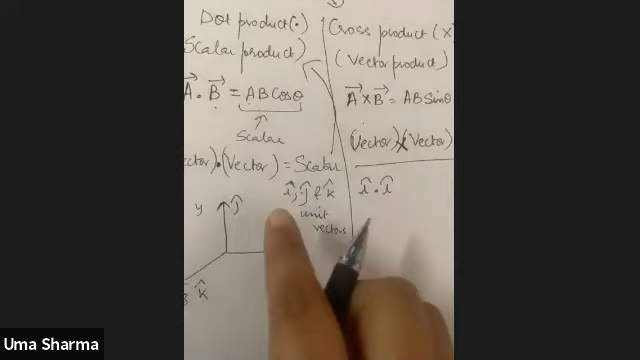 Dot product (·)
Scalar product)
A · B = AB Cosθ
Scalar
ector) · (Vector) = Scalar
î, ĵ & k̂
unit
vectors
y ĵ
k̂
Cross product (X
(Vector product)
A X B = AB Sinθ
(Vector) X (Vector)
î · î
Uma Sharma